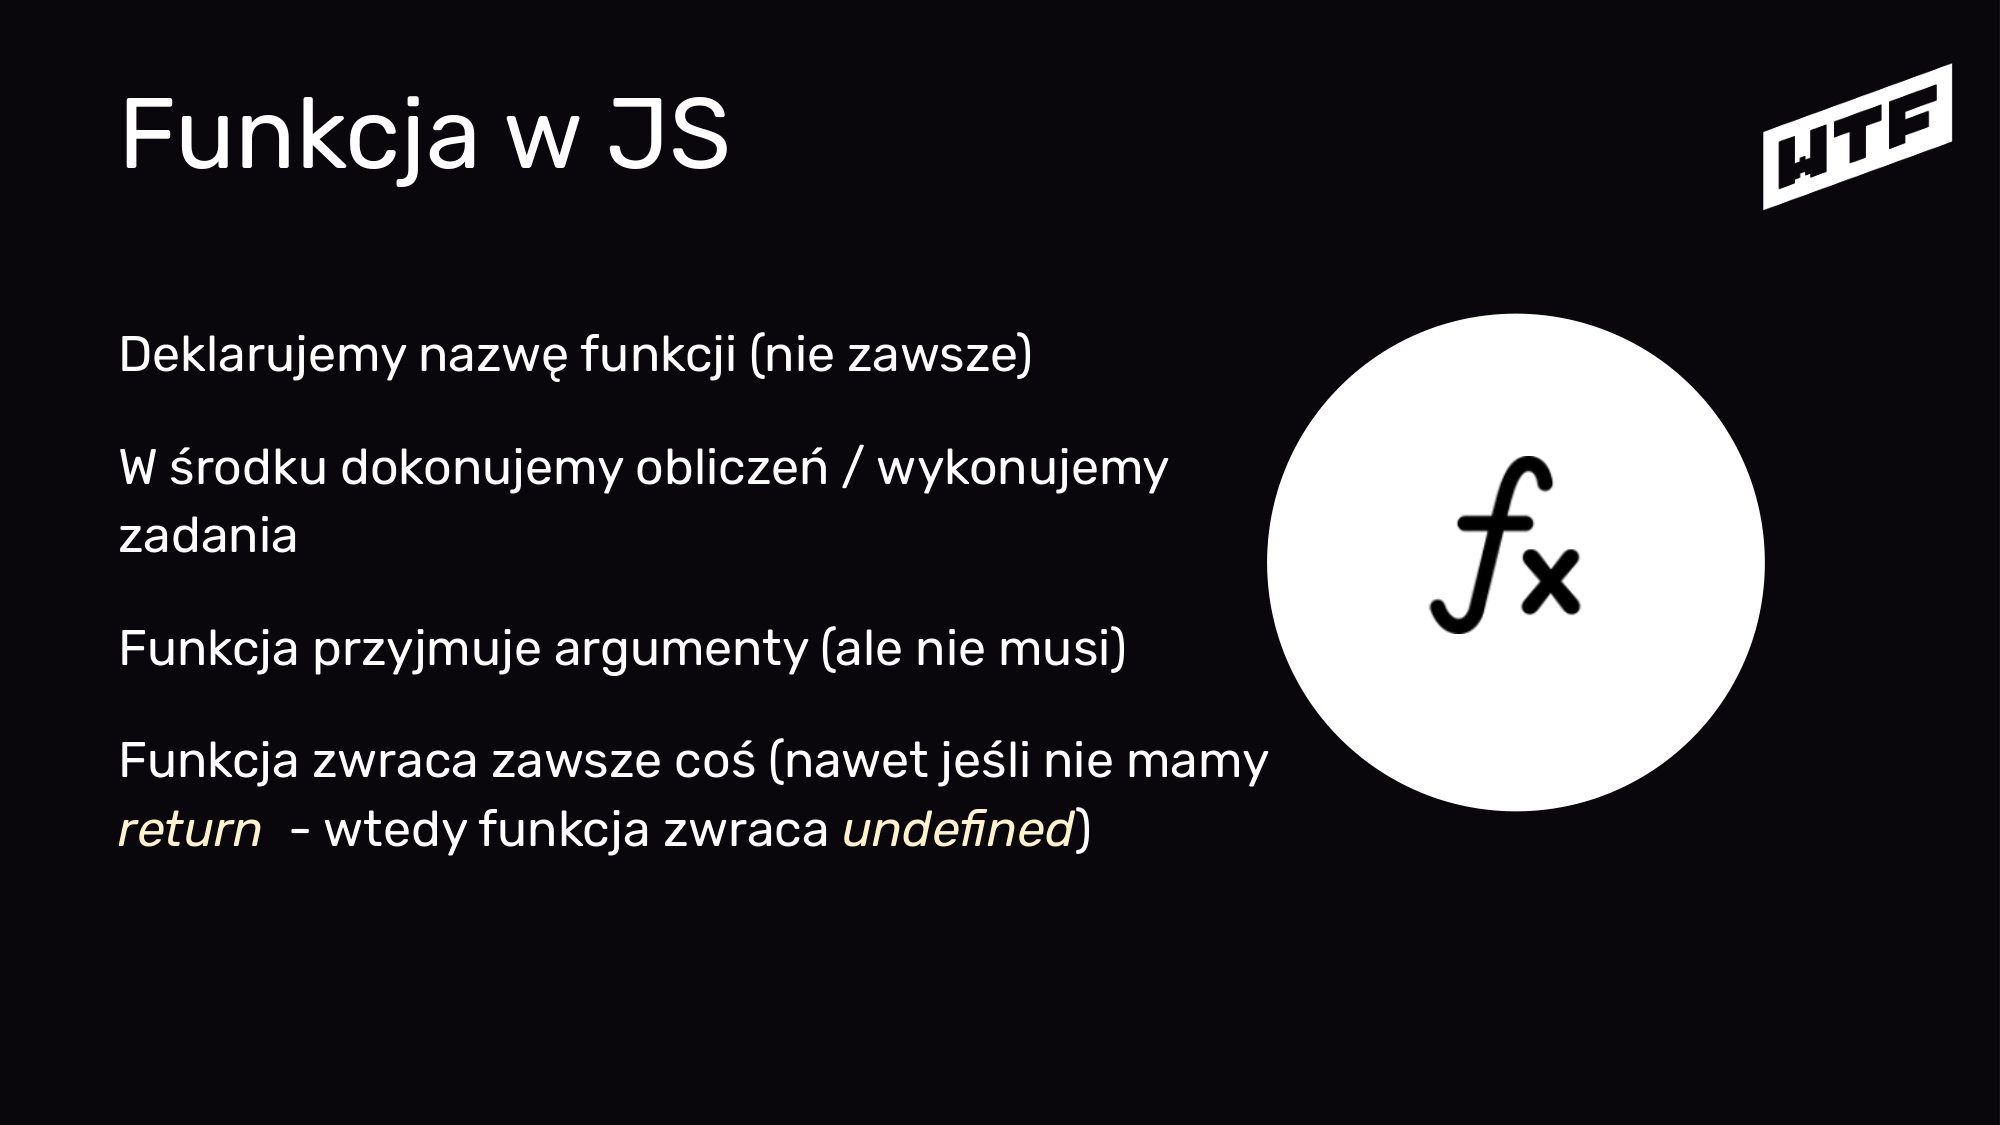 Funkcja w JS
WTF
Deklarujemy nazwę funkcji (nie zawsze)
W środku dokonujemy obliczeń / wykonujemy
zadania
Funkcja przyjmuje argumenty (ale nie musi)
Funkcja zwraca zawsze coś (nawet jeśli nie mamy
return - wtedy funkcja zwraca undefined)
fx